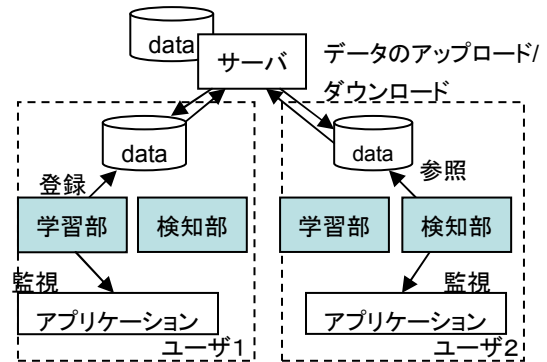 data
サーバ
データのアップロード/
ダウンロード
data
data
登録
参照
学習部
検知部
学習部
検知部
監視
監視
アプリケーション
アプリケーション
ユーザ1
ユーザ2